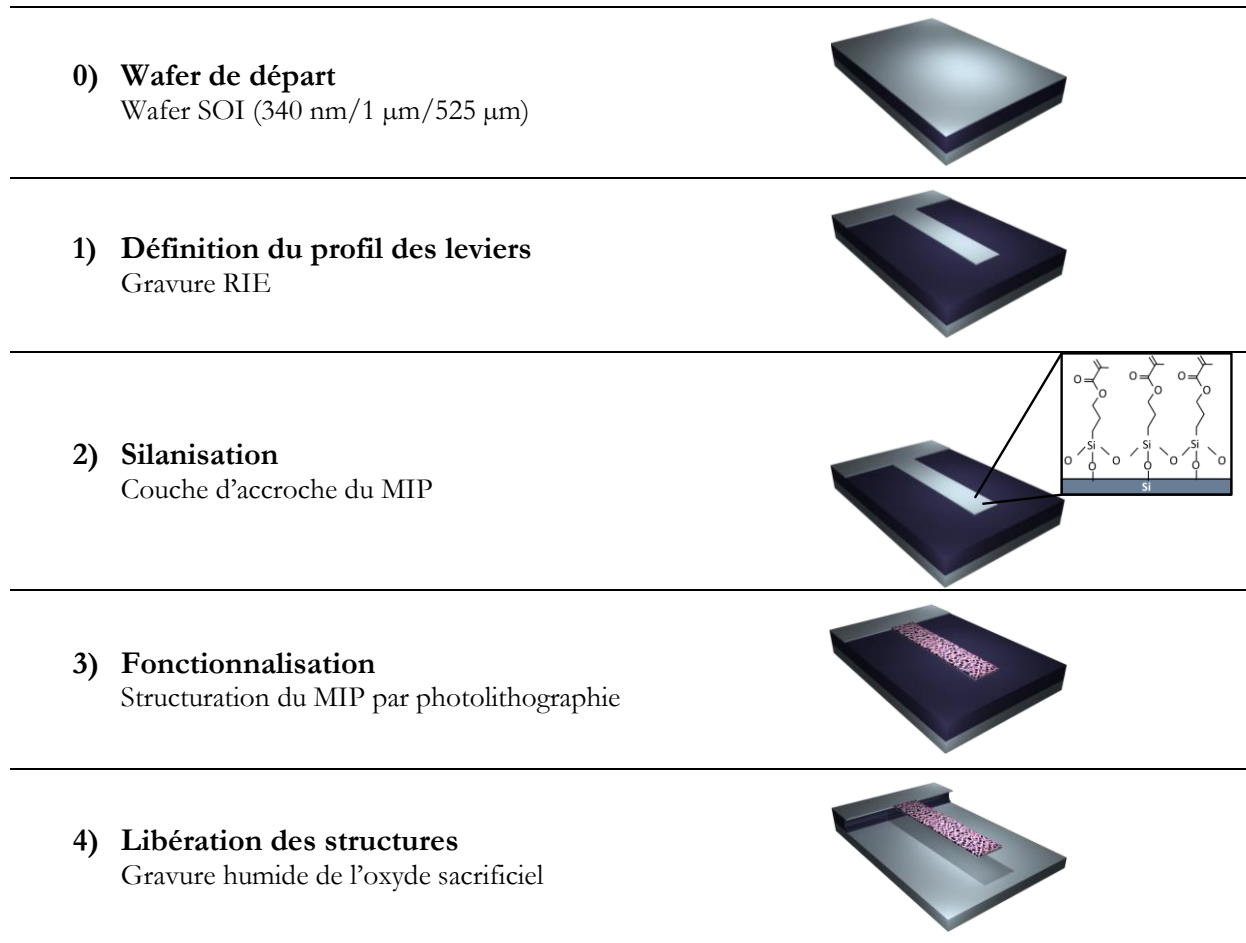 0) Wafer de départ
Wafer SOI (340 nm/1 μm/525 μm)
1) Définition du profil des leviers
Gravure RIE
2) Silanisation
Couche d'accroche du MIP
O O O
O O O
Si Si Si
O O O O
O O O
Si
3) Fonctionnalisation
Structuration du MIP par photolithographie
4) Libération des structures
Gravure humide de l'oxyde sacrificiel